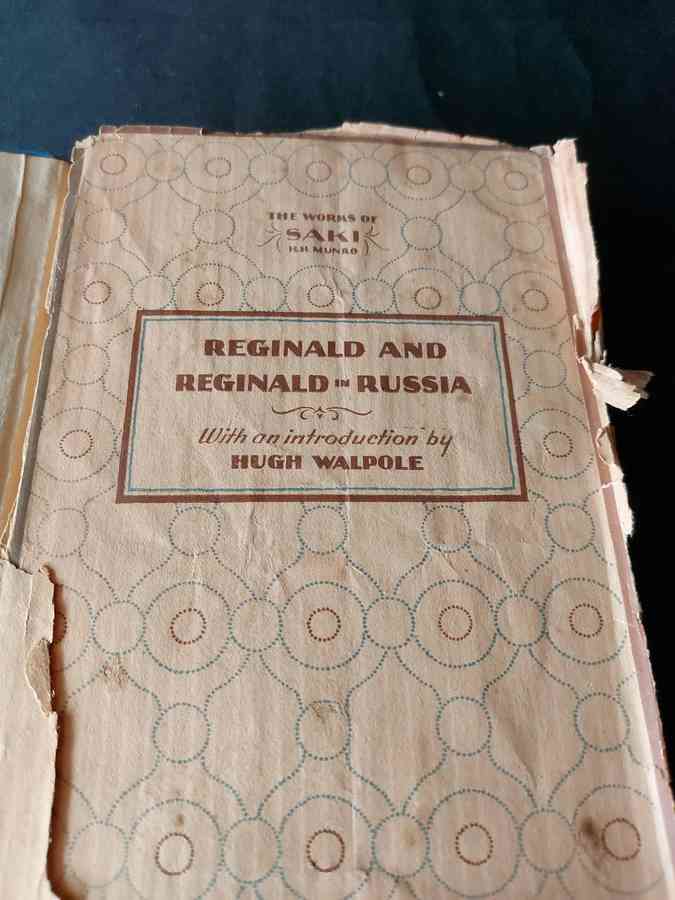 THE WORKS OF
SAKI
H.H. MUNRO
REGINALD AND
REGINALD IN RUSSIA
With an introduction by
HUGH WALPOLE